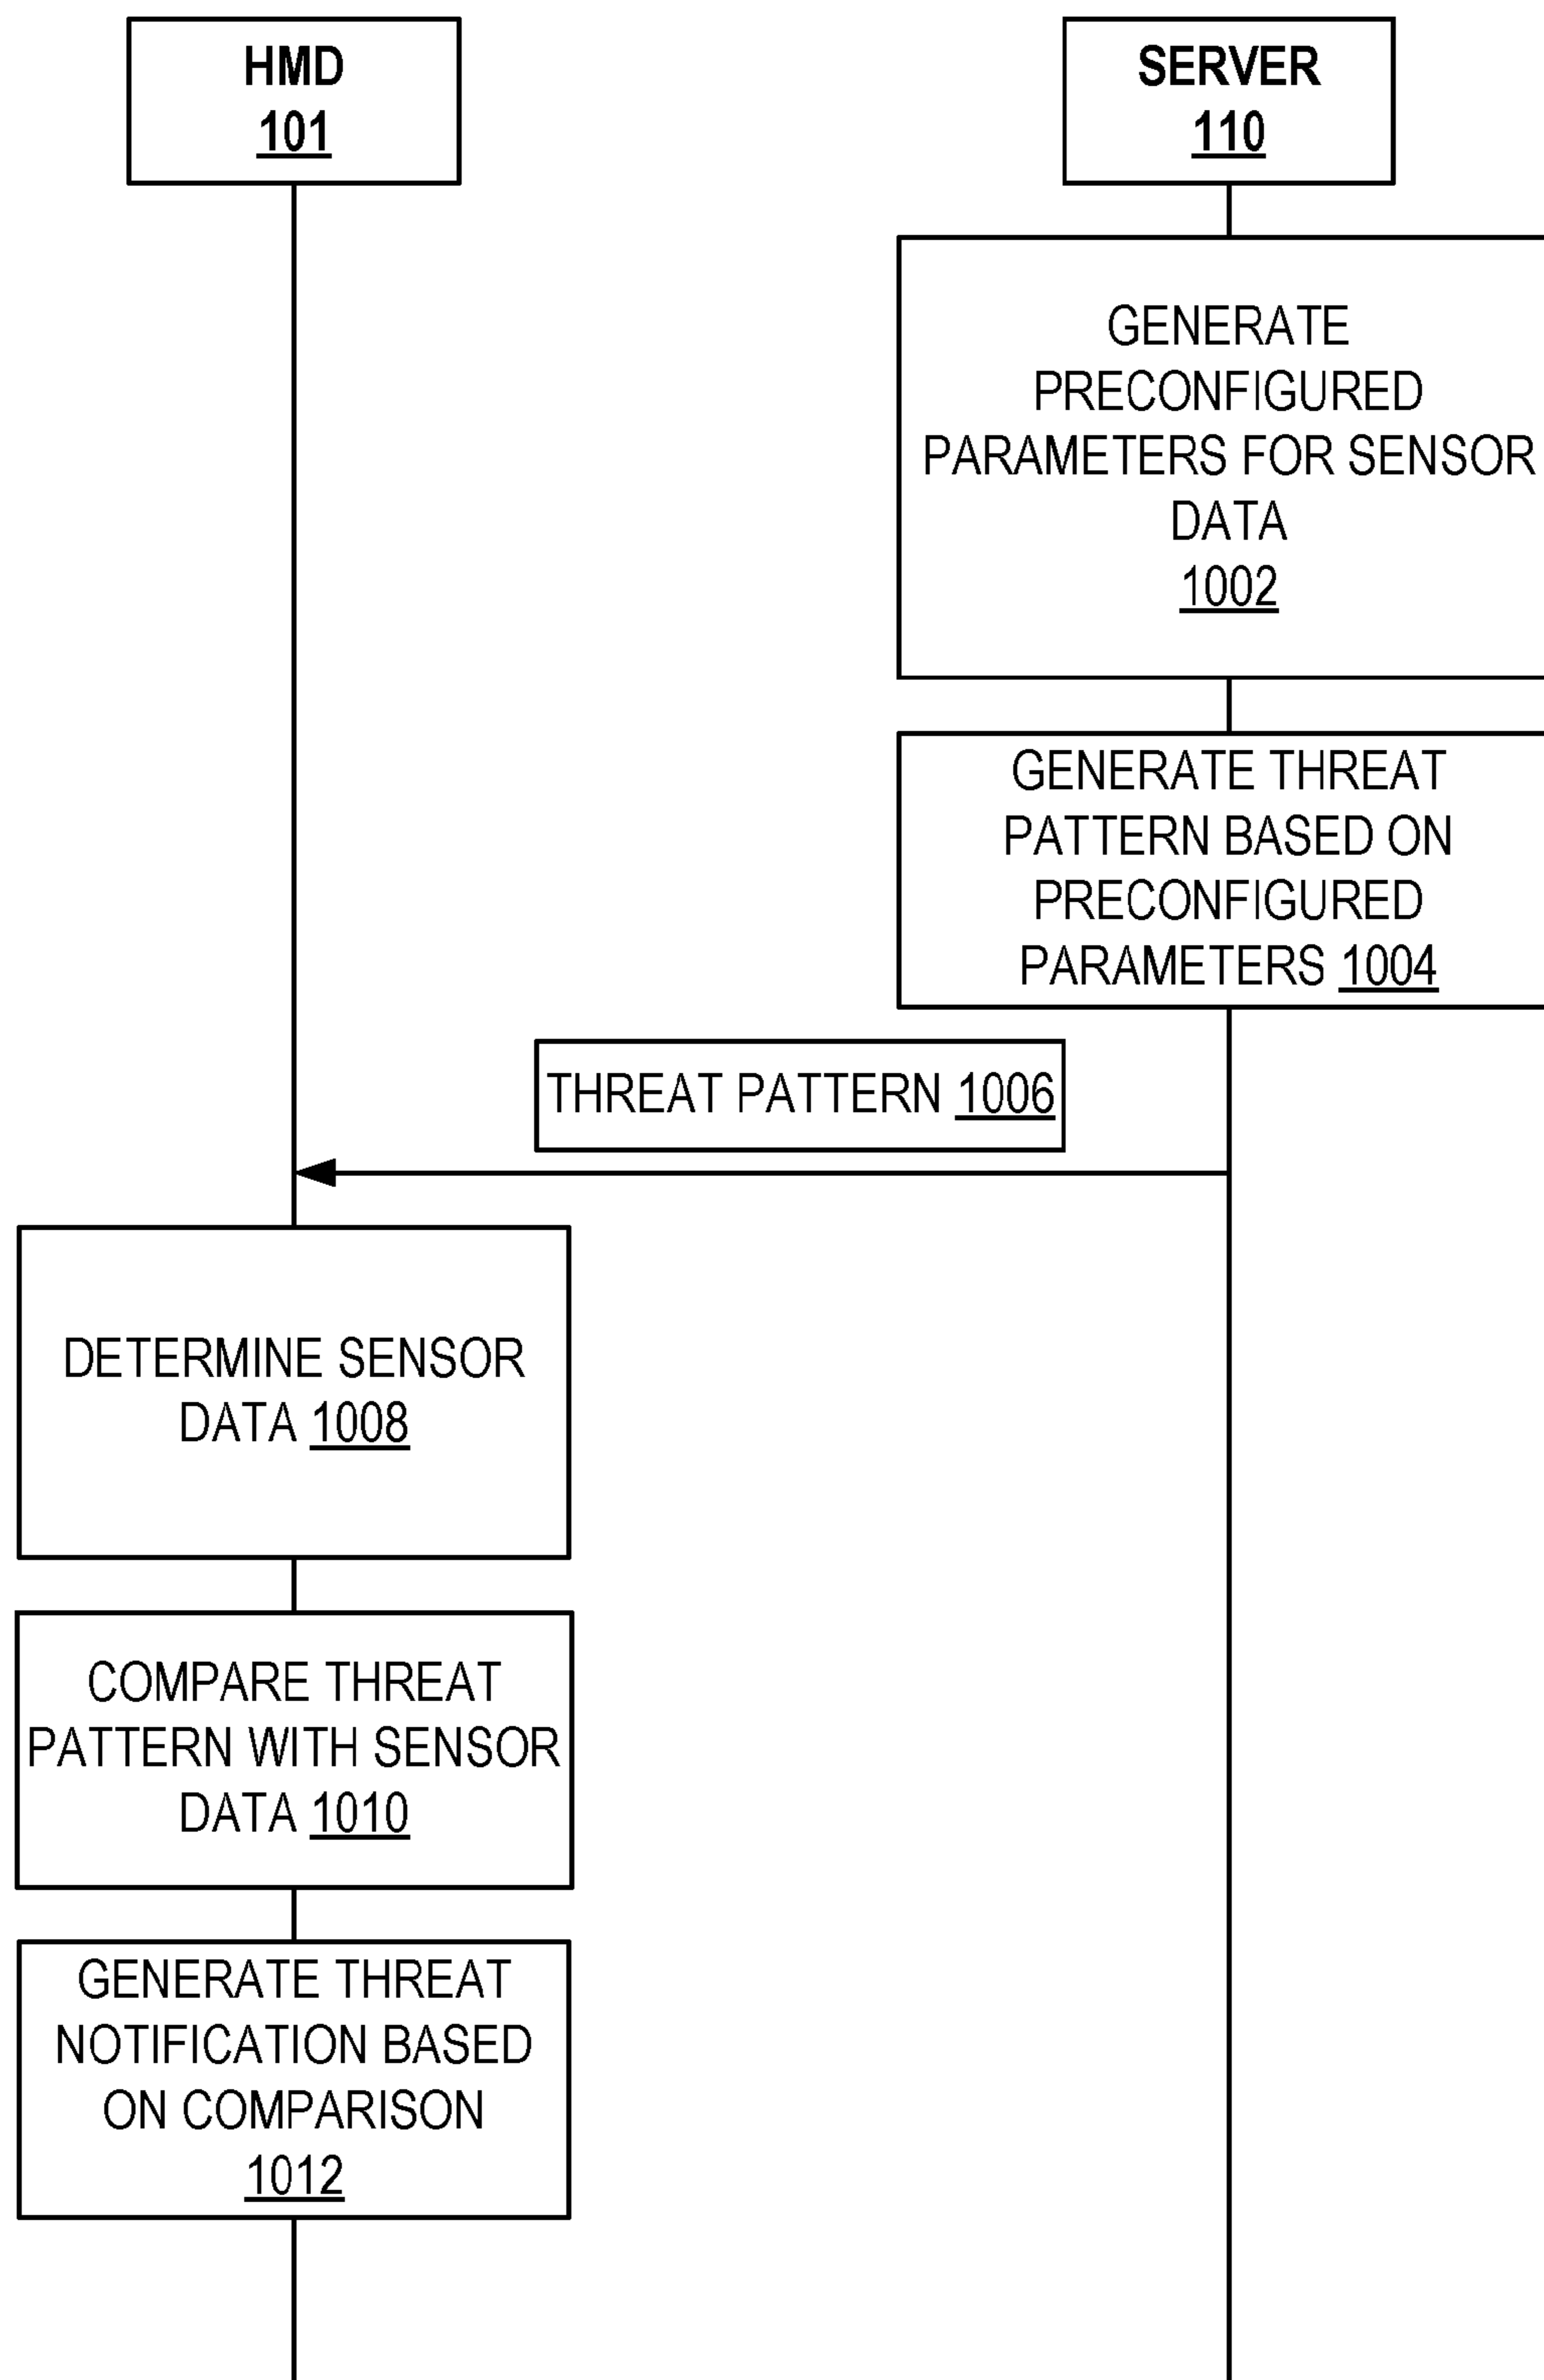 HMD
101
SERVER
110
GENERATE
PRECONFIGURED
PARAMETERS FOR SENSOR
DATA
1002
GENERATE THREAT
PATTERN BASED ON
PRECONFIGURED
PARAMETERS 1004
THREAT PATTERN 1006
DETERMINE SENSOR
DATA 1008
COMPARE THREAT
PATTERN WITH SENSOR
DATA 1010
GENERATE THREAT
NOTIFICATION BASED
ON COMPARISON
1012